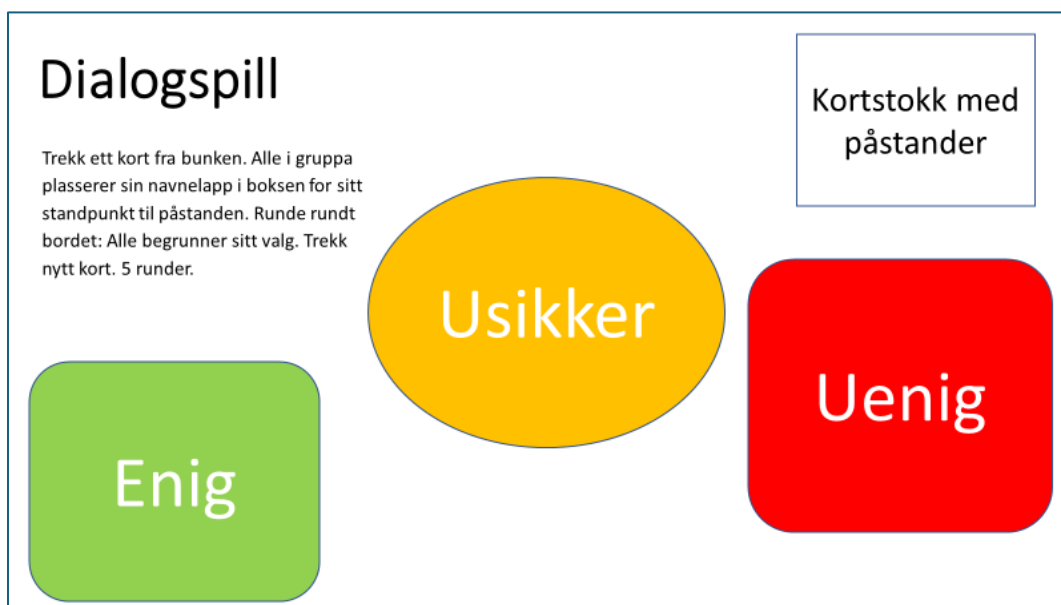 Dialogspill
Trekk ett kort fra bunken. Alle i gruppa
plasserer sin navnelapp i boksen for sitt
standpunkt til påstanden. Runde rundt
bordet: Alle begrunner sitt valg. Trekk
nytt kort. 5 runder.
Kortstokk med
påstander
Usikker
Uenig
Enig